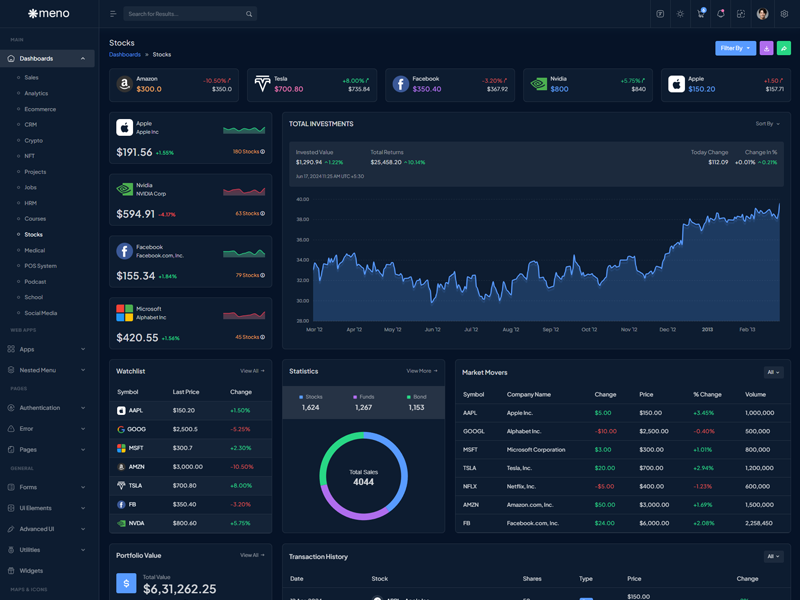 meno
Search for Results...
MAIN
Dashboards
Sales
Analytics
Ecommerce
CRM
Crypto
NFT
Projects
Jobs
HRM
Courses
Stocks
Medical
POS System
Podcast
School
Social Media
WEB APPS
Apps
Nested Menu
PAGES
Authentication
Error
Pages
GENERAL
Forms
UI Elements
Advanced UI
Utilities
Widgets
MAPS & ICONS
Stocks
Dashboards » Stocks
Filter By
Amazon -10.50%
$300.0 $350.0
Tesla +8.00%
$700.80 $735.84
Facebook -3.20%
$350.40 $367.92
Nvidia +5.75%
$800 $840
Apple +1.50
$150.20 $157.71
Apple
Apple Inc
$191.56 +1.58% 180 Stocks
Nvidia
NVIDIA Corp
$594.91 -4.17% 63 Stocks
Facebook
Facebook.com, Inc.
$155.34 +1.84% 79 Stocks
Microsoft
Alphabet Inc
$420.55 +1.56% 45 Stocks
TOTAL INVESTMENTS Sort By
Invested Value Total Returns Today Change Change In %
$1,290.94 ~1.22% $25,458.20 ~10.14% $112.09 +0.01% ~0.21%
Jun 17, 2024 11:25 AM UTC +5:30
40.00
38.00
36.00
34.00
33.00
31.00
30.00
28.00
Mar '12 Apr '12 May '12 Jun '12 Jul '12 Aug '12 Sep '12 Oct '12 Nov '12 Dec '12 2013 Feb '13
Watchlist View All
Symbol Last Price Change
AAPL $150.20 +1.50%
GOOG $2,500.5 -5.25%
MSFT $300.7 +2.30%
AMZN $3,000.00 -10.50%
TSLA $700.80 +8.00%
FB $350.40 -3.20%
NVDA $800.60 +5.75%
Statistics View More
Stocks Funds Bond
1,624 1,267 1,153
Total Sales
4044
Market Movers All
Symbol Company Name Change Price % Change Volume
AAPL Apple Inc. $5.00 $150.00 +3.45% 1,000,000
GOOGL Alphabet Inc. -$10.00 $2,500.00 -0.40% 500,000
MSFT Microsoft Corporation $3.00 $300.00 +1.01% 800,000
TSLA Tesla, Inc. $20.00 $700.00 +2.94% 1,200,000
NFLX Netflix, Inc. -$5.00 $400.00 -1.23% 600,000
AMZN Amazon.com, Inc. $50.00 $3,000.00 +1.69% 1,500,000
FB Facebook.com, Inc. $24.00 $6,000.00 +2.08% 2,258,450
Portfolio Value View All
Total Value
$6,31,262.25
Transaction History All
Date Stock Shares Type Price Change
$150.00